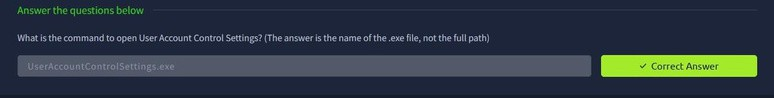 Answer the questions below
What is the command to open User Account Control Settings? (The answer is the name of the .exe file, not the full path)
UserAccountControlSettings.exe
✓ Correct Answer